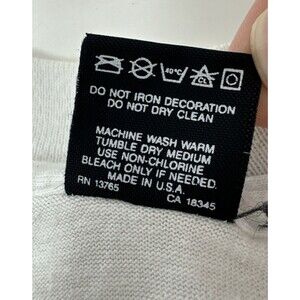 40°C
CL
DO NOT IRON DECORATION
DO NOT DRY CLEAN
MACHINE WASH WARM
TUMBLE DRY MEDIUM
USE NON-CHLORINE
BLEACH ONLY IF NEEDED.
MADE IN U.S.A.
RN 13765 CA 18345